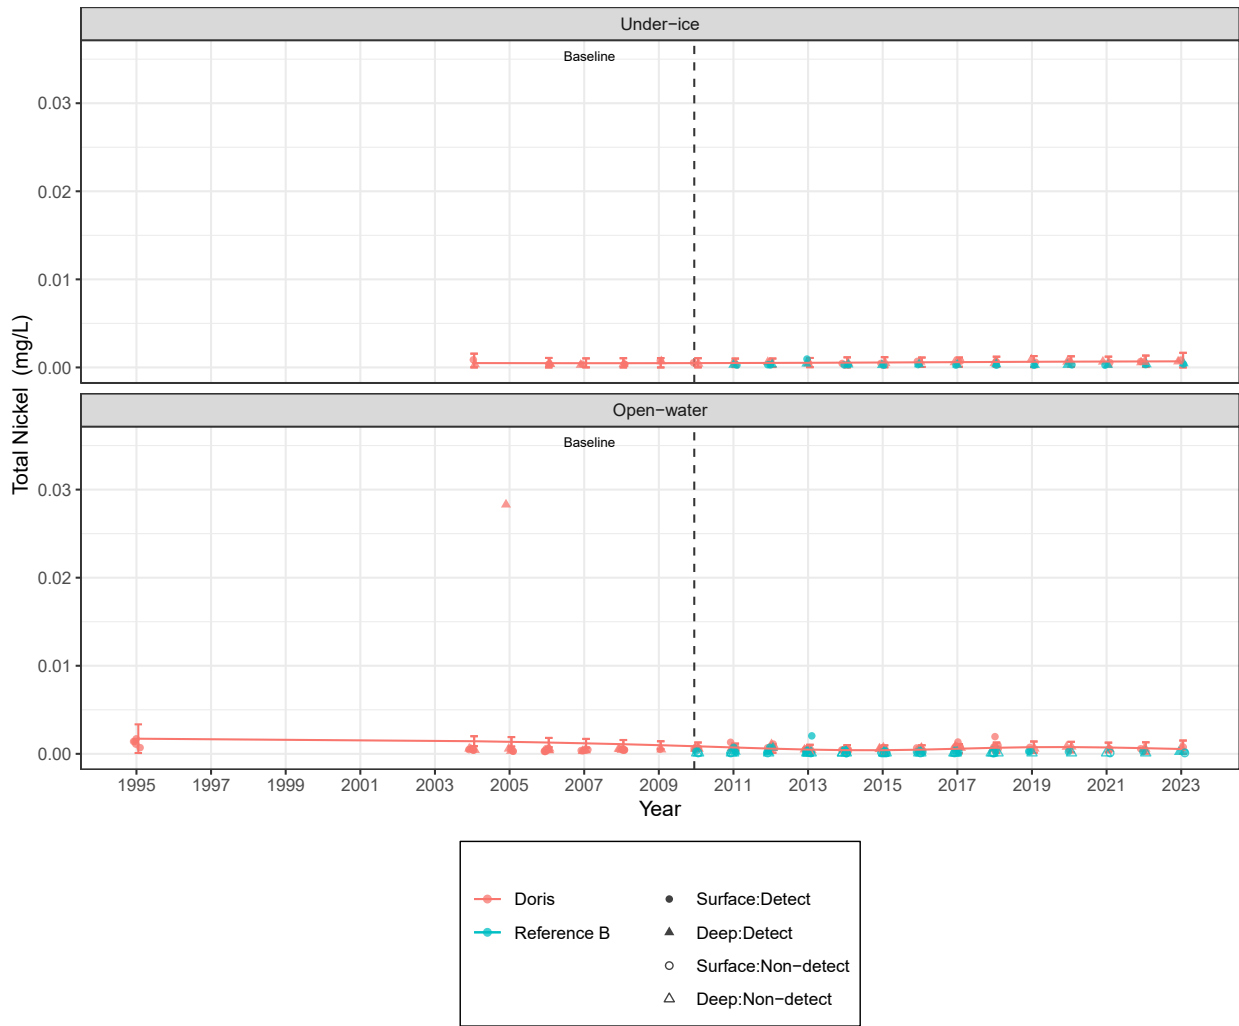 Under−ice
Baseline
0.03
0.02
0.01
0.00
Open−water
Baseline
0.03
0.02
0.01
0.00
Total Nickel (mg/L)
1995 1997 1999 2001 2003 2005 2007 2009 2011 2013 2015 2017 2019 2021 2023
Year
Doris
Reference B
Surface:Detect
Deep:Detect
Surface:Non−detect
Deep:Non−detect